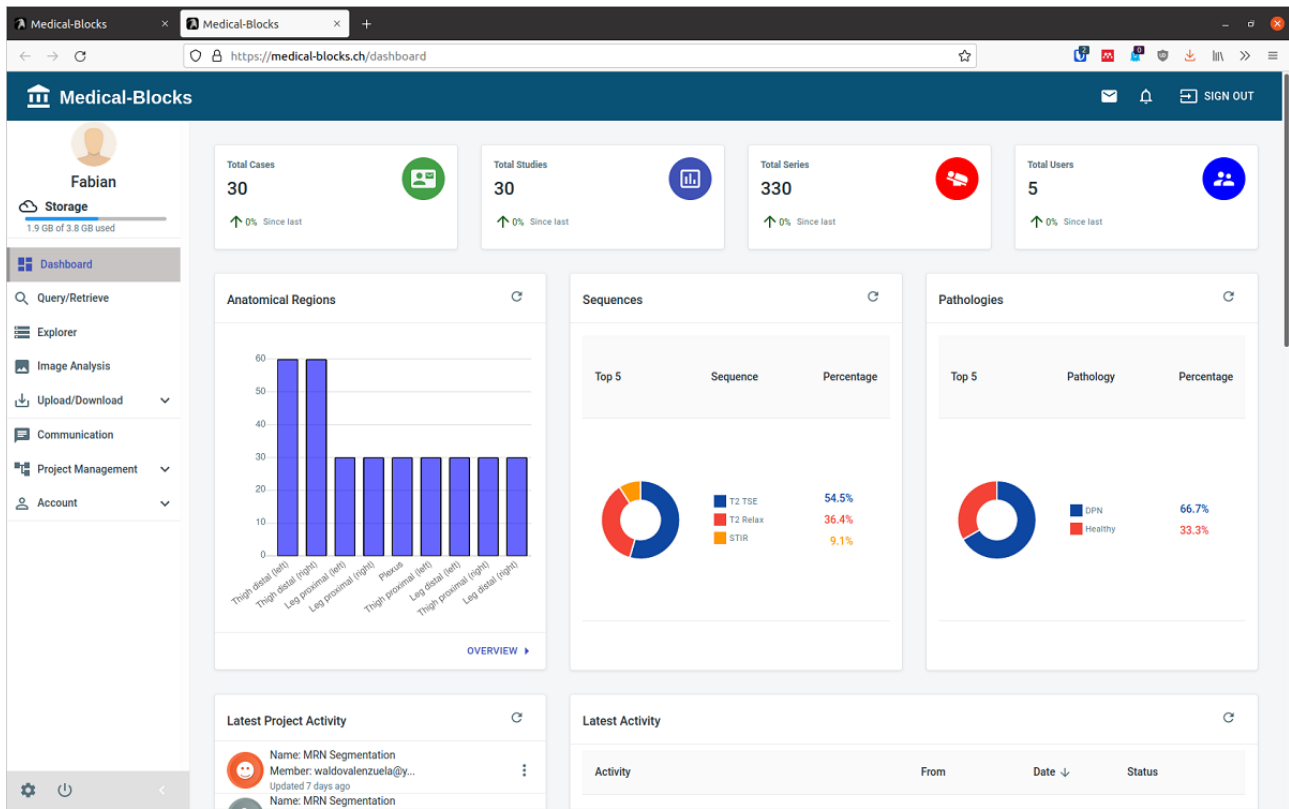 Medical-Blocks
Medical-Blocks
https://medical-blocks.ch/dashboard
2
0
Medical-Blocks
SIGN OUT
Fabian
Storage
1.9 GB of 3.8 GB used
Dashboard
Query/Retrieve
Explorer
Image Analysis
Upload/Download
Communication
Project Management
Account
Total Cases
30
0% Since last
Total Studies
30
0% Since last
Total Series
330
0% Since last
Total Users
5
0% Since last
Anatomical Regions
60
50
40
30
20
10
0
Thigh distal (left)
Thigh distal (right)
Leg proximal (left)
Leg proximal (right)
Plexus
Thigh proximal (left)
Leg distal (left)
Thigh proximal (right)
Leg distal (right)
OVERVIEW
Sequences
Top 5 Sequence Percentage
T2 TSE 54.5%
T2 Relax 36.4%
STIR 9.1%
Pathologies
Top 5 Pathology Percentage
DPN 66.7%
Healthy 33.3%
Latest Project Activity
Name: MRN Segmentation
Member: waldovalenzuela@y...
Updated 7 days ago
Name: MRN Segmentation
Latest Activity
Activity From Date Status